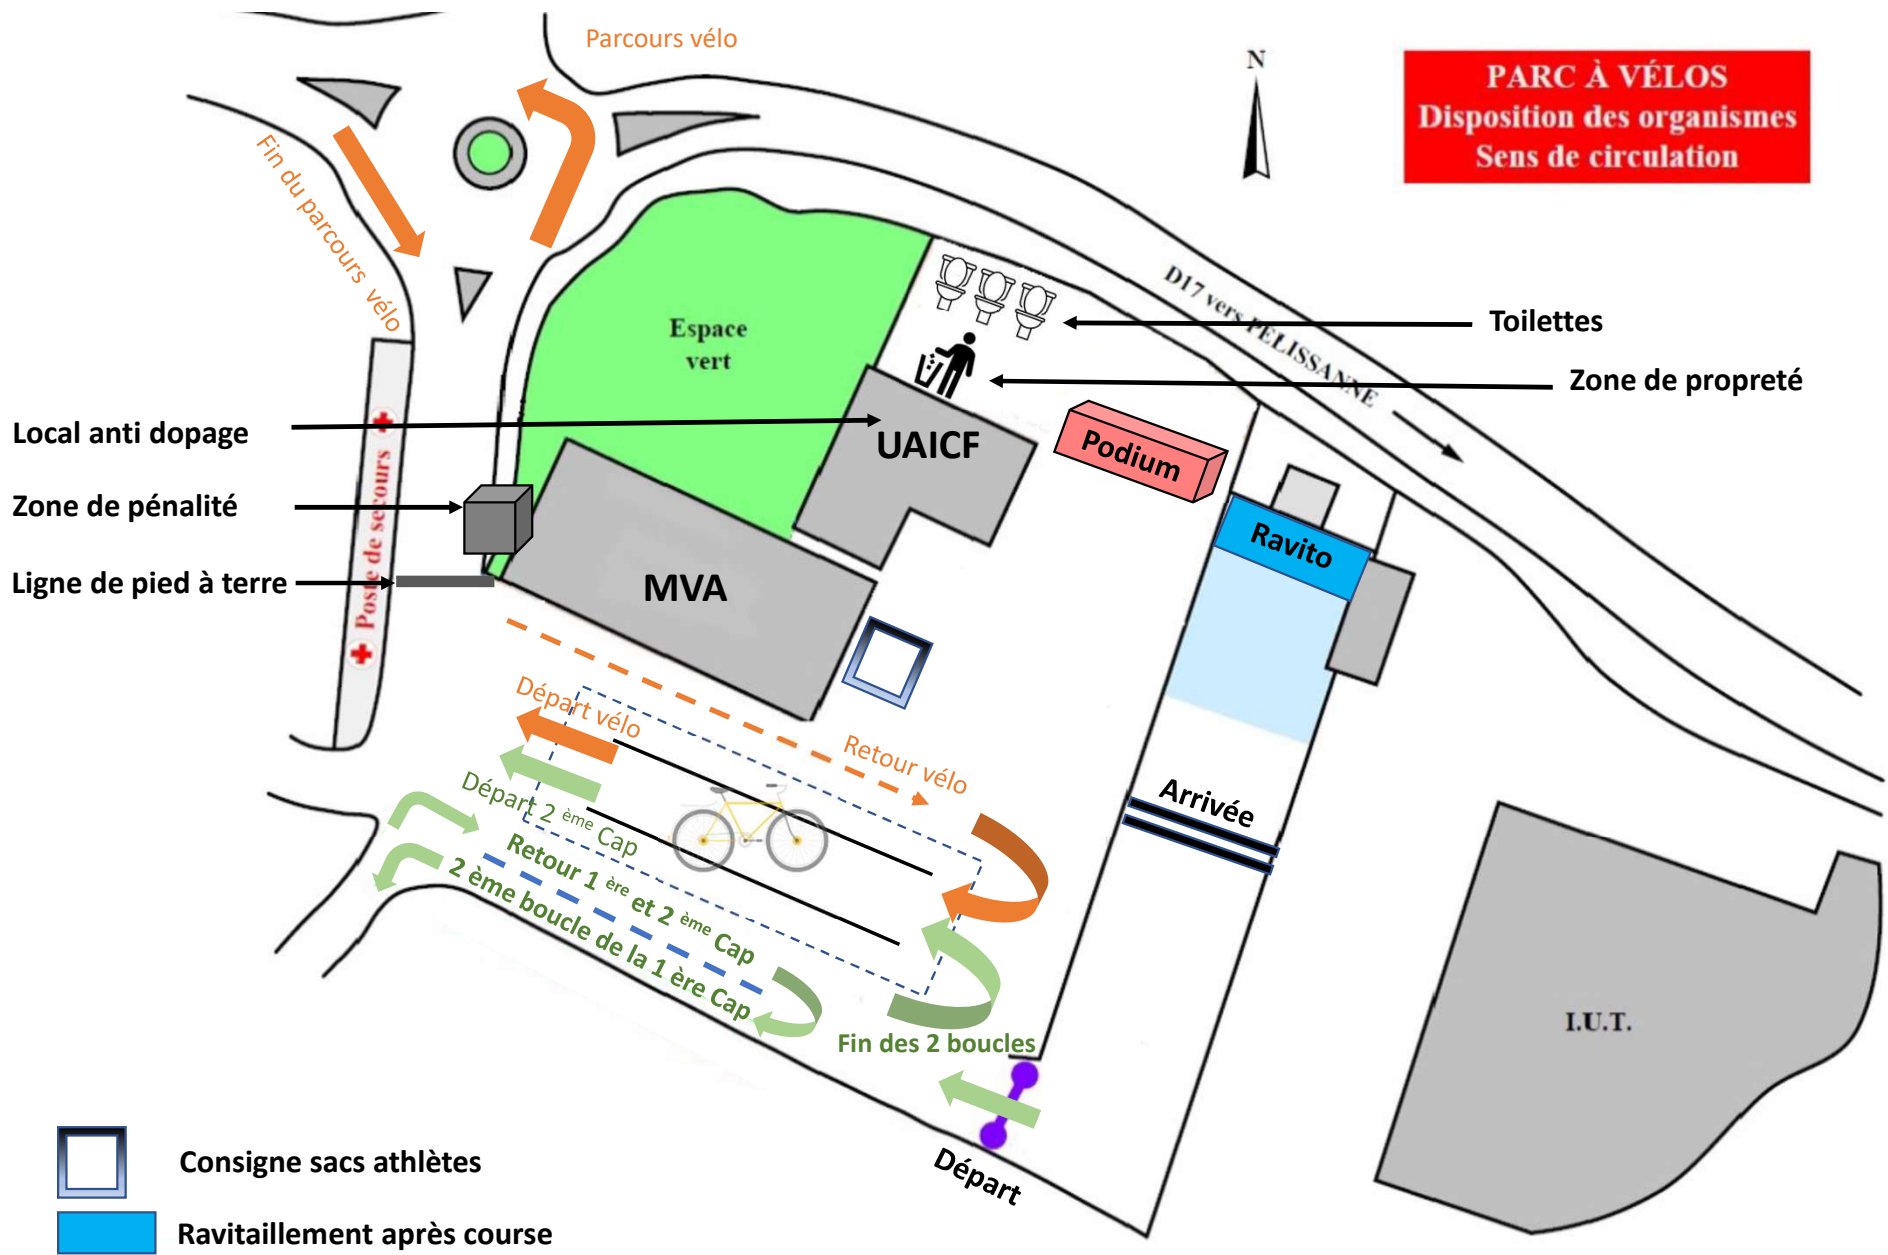 Parcours vélo
N
PARC À VÉLOS
Disposition des organismes
Sens de circulation
Fin du parcours vélo
D17 vers PELISSANNE
Espace
vert
Toilettes
Zone de propreté
Local anti dopage
UAICF
Podium
Zone de pénalité
Poste de secours
Ravito
Ligne de pied à terre
MVA
Départ vélo
Retour vélo
Départ 2 ème Cap
Arrivée
Retour 1 ère et 2 ème Cap
2 ème boucle de la 1 ère Cap
Fin des 2 boucles
I.U.T.
Départ
Consigne sacs athlètes
Ravitaillement après course